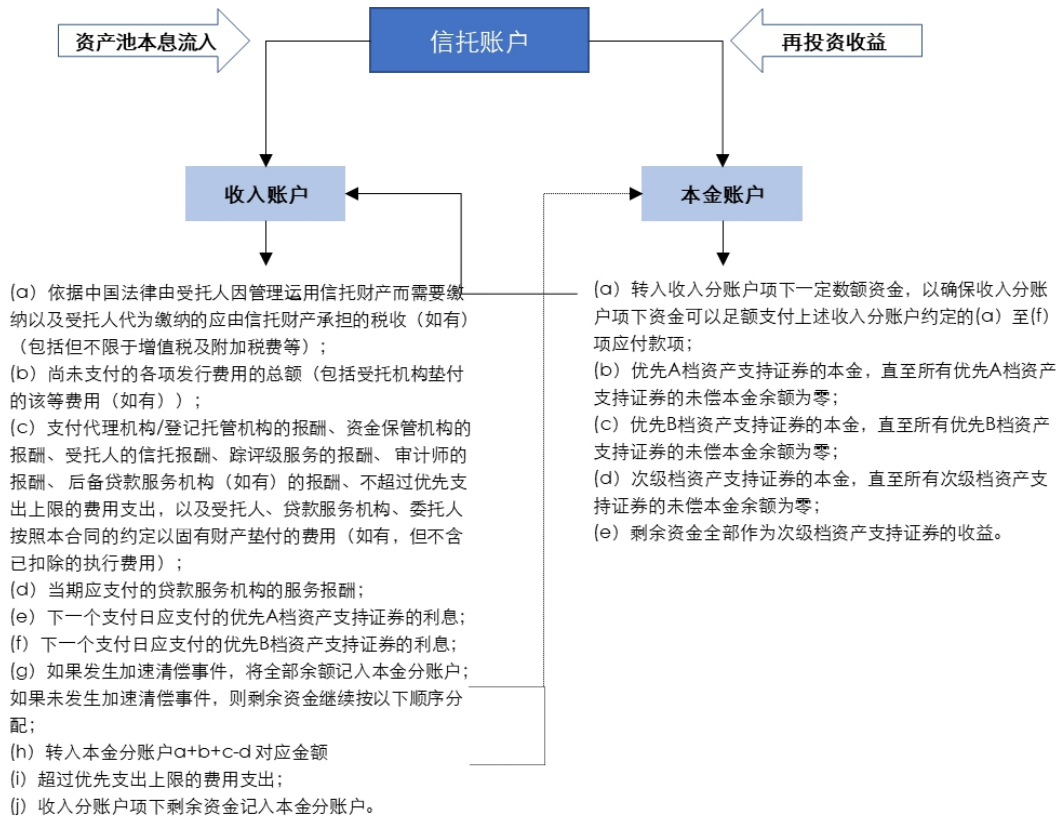 资产池本息流入
信托账户
再投资收益
收入账户
本金账户
(a）依据中国法律由受托人因管理运用信托财产而需要缴
纳以及受托人代为缴纳的应由信托财产承担的税收（如有）
（包括但不限于增值税及附加税费等）；
(b）尚未支付的各项发行费用的总额（包括受托机构垫付
的该等费用（如有））；
(c）支付代理机构/登记托管机构的报酬、资金保管机构的
报酬、受托人的信托报酬、踪评级服务的报酬、 审计师的
报酬、 后备贷款服务机构（如有）的报酬、不超过优先支
出上限的费用支出，以及受托人、贷款服务机构、委托人
按照本合同的约定以固有财产垫付的费用（如有，但不含
已扣除的执行费用）；
(d）当期应支付的贷款服务机构的服务报酬；
(e）下一个支付日应支付的优先A档资产支持证券的利息；
(f）下一个支付日应支付的优先B档资产支持证券的利息；
(g）如果发生加速清偿事件，将全部余额记入本金分账户；
如果未发生加速清偿事件，则剩余资金继续按以下顺序分
配；
(h）转入本金分账户a+b+c-d 对应金额
(i）超过优先支出上限的费用支出；
(j）收入分账户项下剩余资金记入本金分账户。
(a）转入收入分账户项下一定数额资金，以确保收入分账
户项下资金可以足额支付上述收入分账户约定的(a）至(f)
项应付款项；
(b）优先A档资产支持证券的本金，直至所有优先A档资产
支持证券的未偿本金余额为零；
(c）优先B档资产支持证券的本金，直至所有优先B档资产
支持证券的未偿本金余额为零；
(d）次级档资产支持证券的本金，直至所有次级档资产支
持证券的未偿本金余额为零；
(e）剩余资金全部作为次级档资产支持证券的收益。